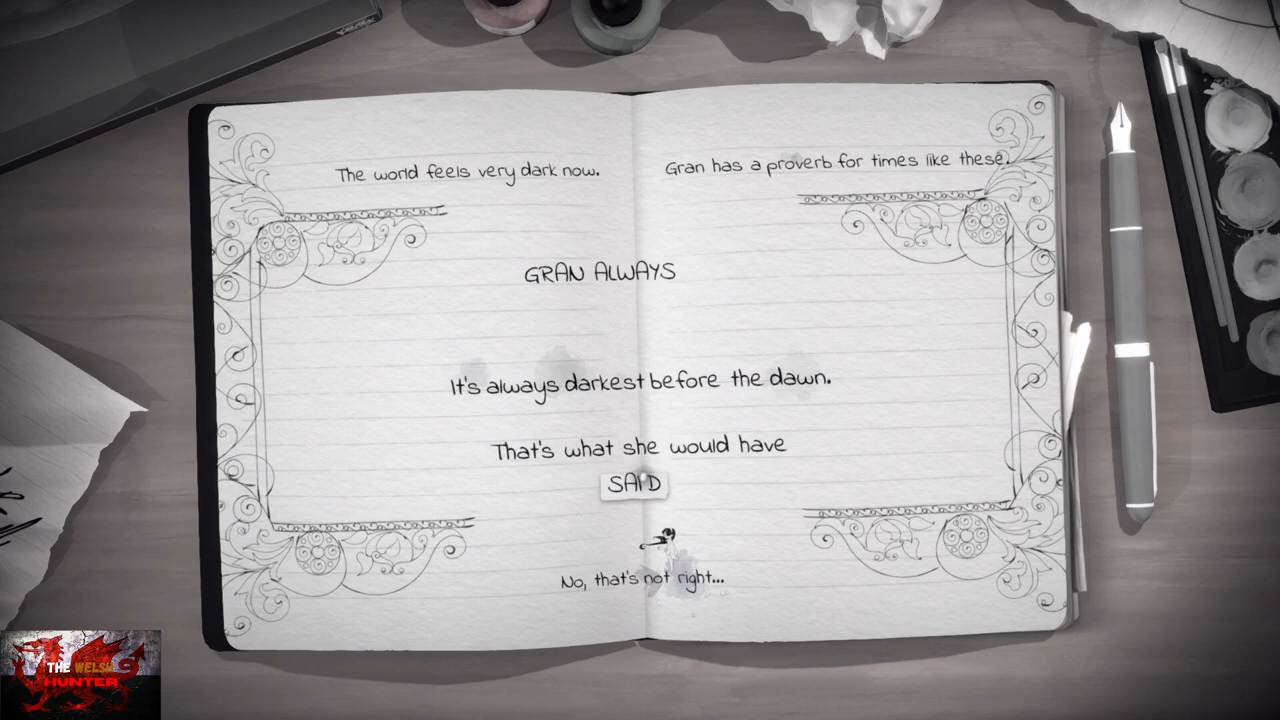 The world feels very dark now.
Gran has a proverb for times like these.
GRAN ALWAYS
It's always darkest before the dawn.
That's what she would have
SAID
No, that's not right...
THE WELSH
HUNTER